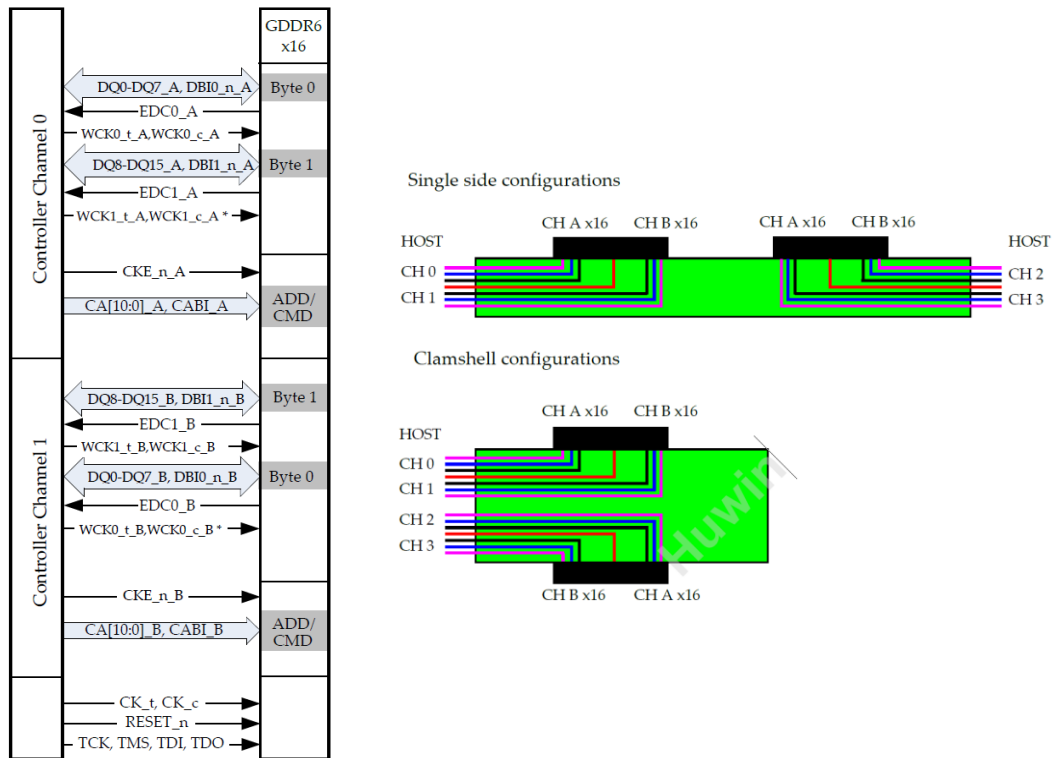 GDDR6
x16
Controller Channel 0
DQ0-DQ7_A, DBI0_n_A
Byte 0
EDC0_A
WCK0_t_A,WCK0_c_A
DQ8-DQ15_A, DBI1_n_A
Byte 1
EDC1_A
WCK1_t_A,WCK1_c_A *
CKE_n_A
CA[10:0]_A, CABI_A
ADD/
CMD
Controller Channel 1
DQ8-DQ15_B, DBI1_n_B
Byte 1
EDC1_B
WCK1_t_B,WCK1_c_B
DQ0-DQ7_B, DBI0_n_B
Byte 0
EDC0_B
WCK0_t_B,WCK0_c_B *
CKE_n_B
CA[10:0]_B, CABI_B
ADD/
CMD
CK_t, CK_c
RESET_n
TCK, TMS, TDI, TDO
Single side configurations
CH A x16 CH B x16
CH A x16 CH B x16
HOST
HOST
CH 0
CH 1
CH 2
CH 3
Clamshell configurations
CH A x16 CH B x16
HOST
CH 0
CH 1
CH 2
CH 3
CH B x16 CH A x16
Huwin